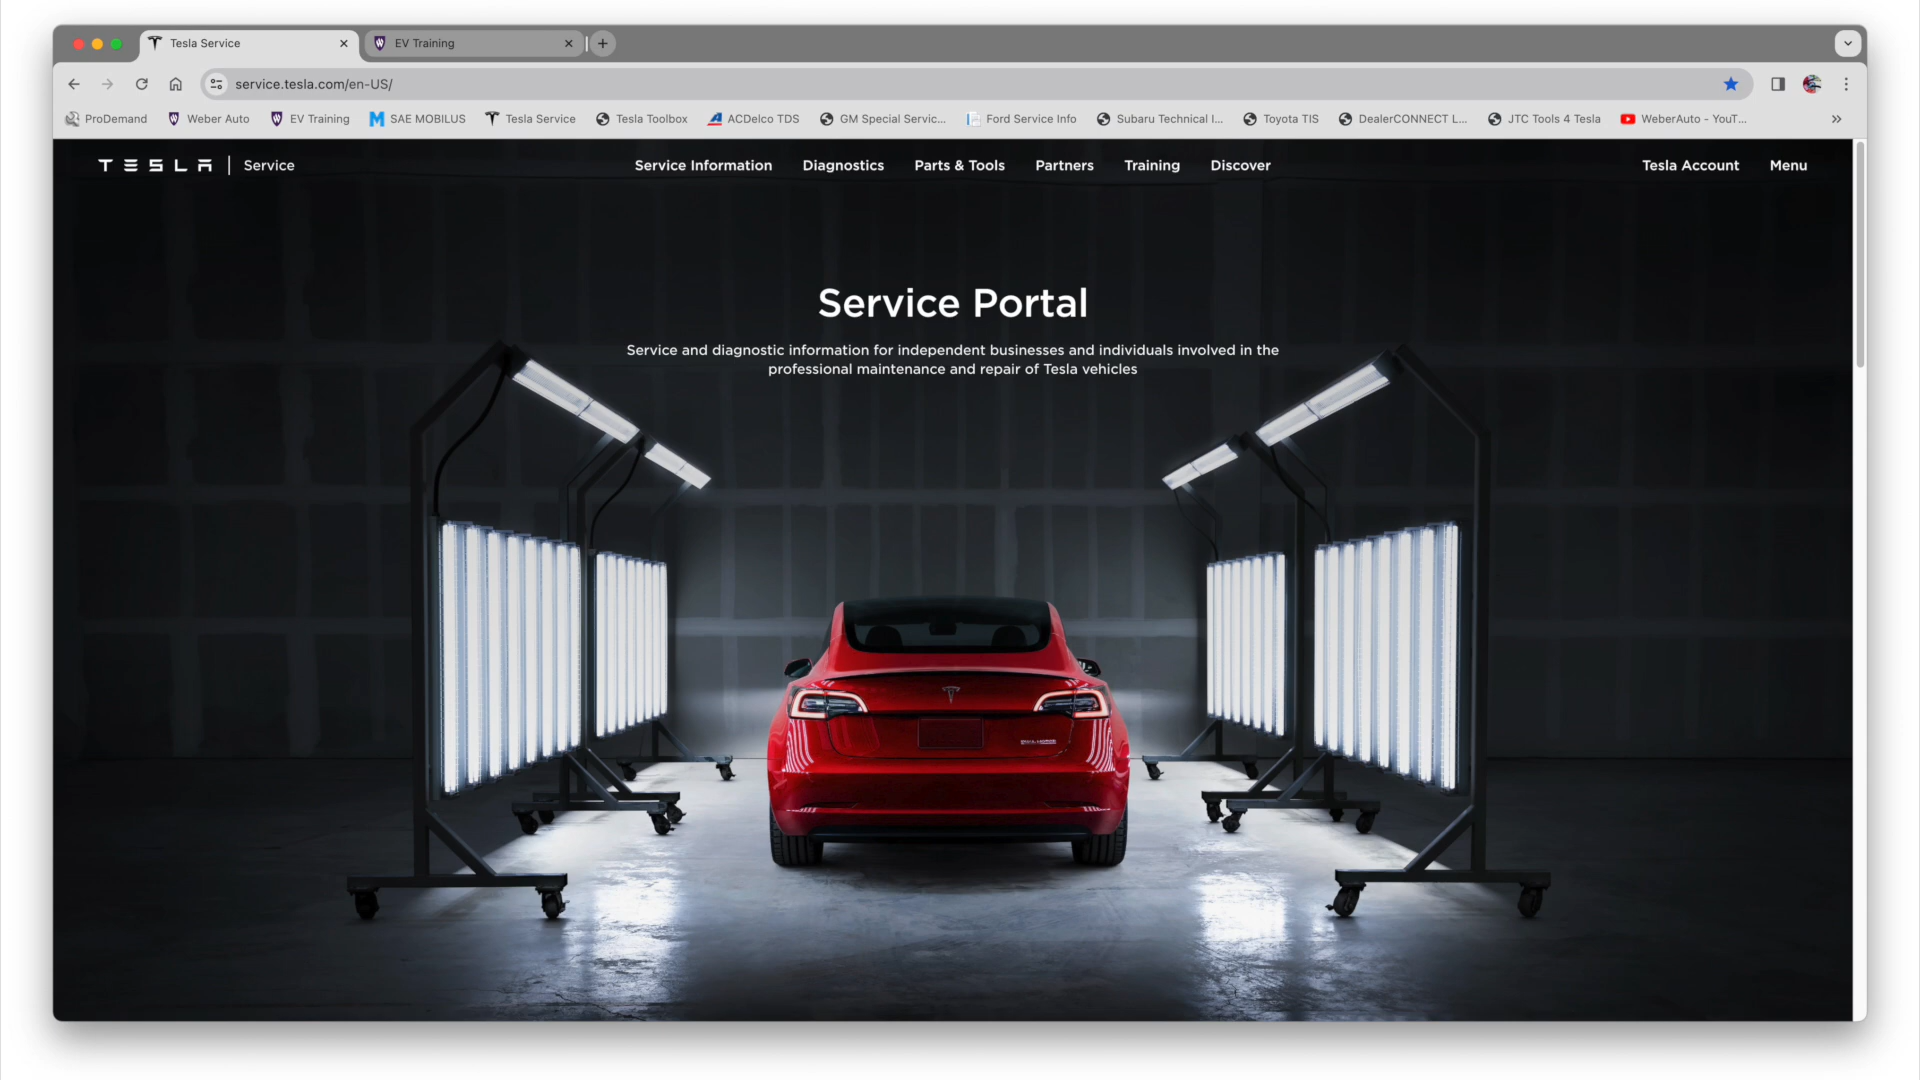 Tesla Service
EV Training
service.tesla.com/en-US/
ProDemand
Weber Auto
EV Training
SAE MOBILUS
Tesla Service
Tesla Toolbox
ACDelco TDS
GM Special Servic...
Ford Service Info
Subaru Technical I...
Toyota TIS
DealerCONNECT L...
JTC Tools 4 Tesla
WeberAuto - YouT...
TESLA | Service
Service Information
Diagnostics
Parts & Tools
Partners
Training
Discover
Tesla Account
Menu
Service Portal
Service and diagnostic information for independent businesses and individuals involved in the
professional maintenance and repair of Tesla vehicles